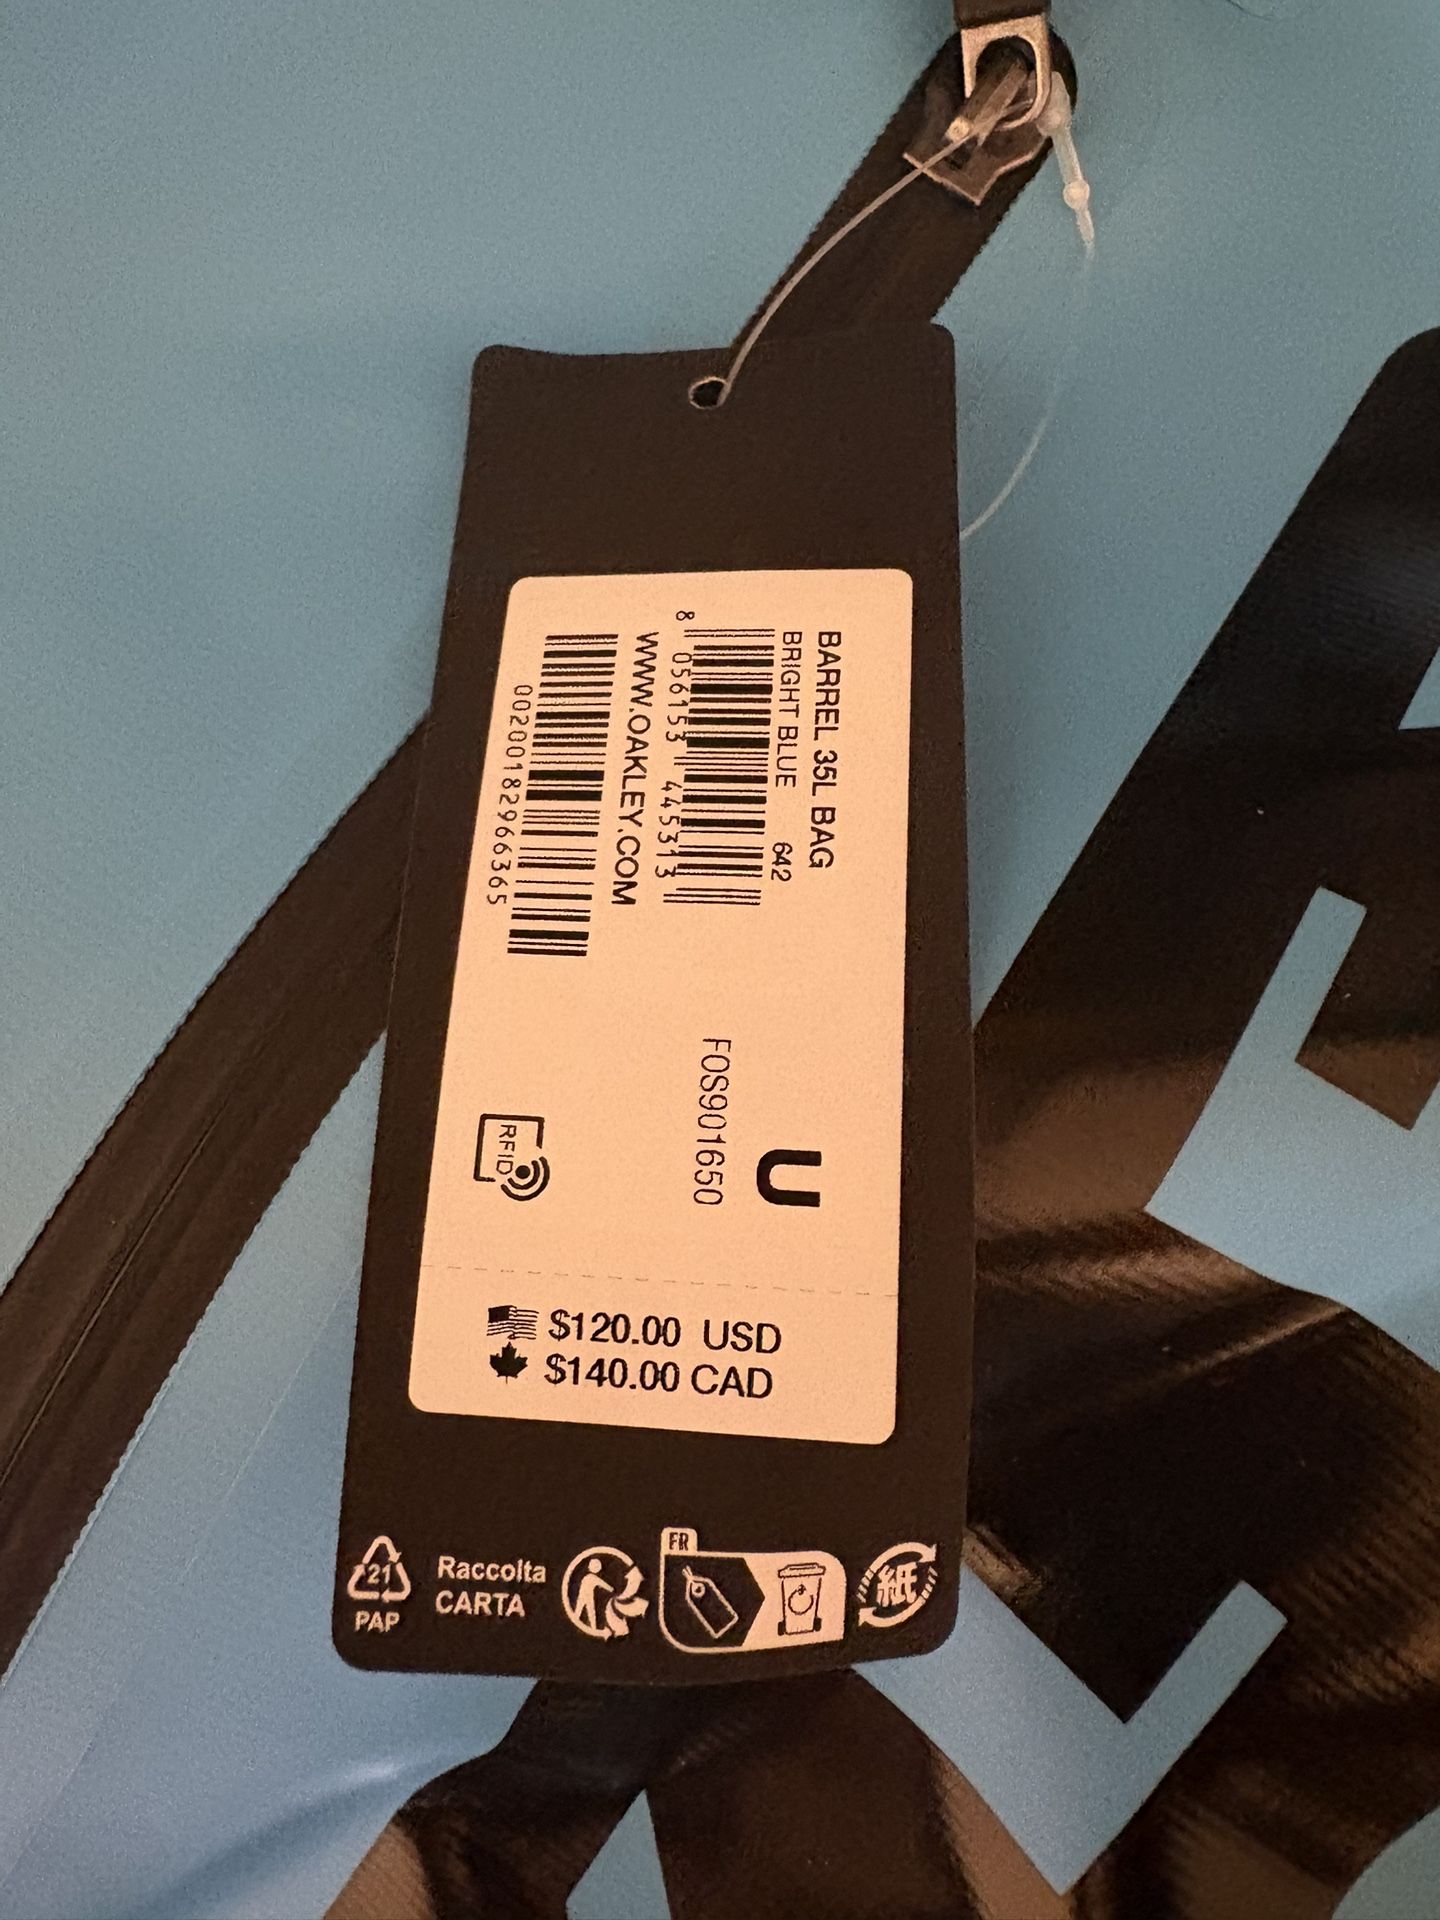 BARREL 35L BAG
BRIGHT BLUE 642
8 056153 445313
WWW.OAKLEY.COM
00200182966365
U
FOS901650
RFID
$120.00 USD
$140.00 CAD
21
PAP
Raccolta
CARTA
FR
紙